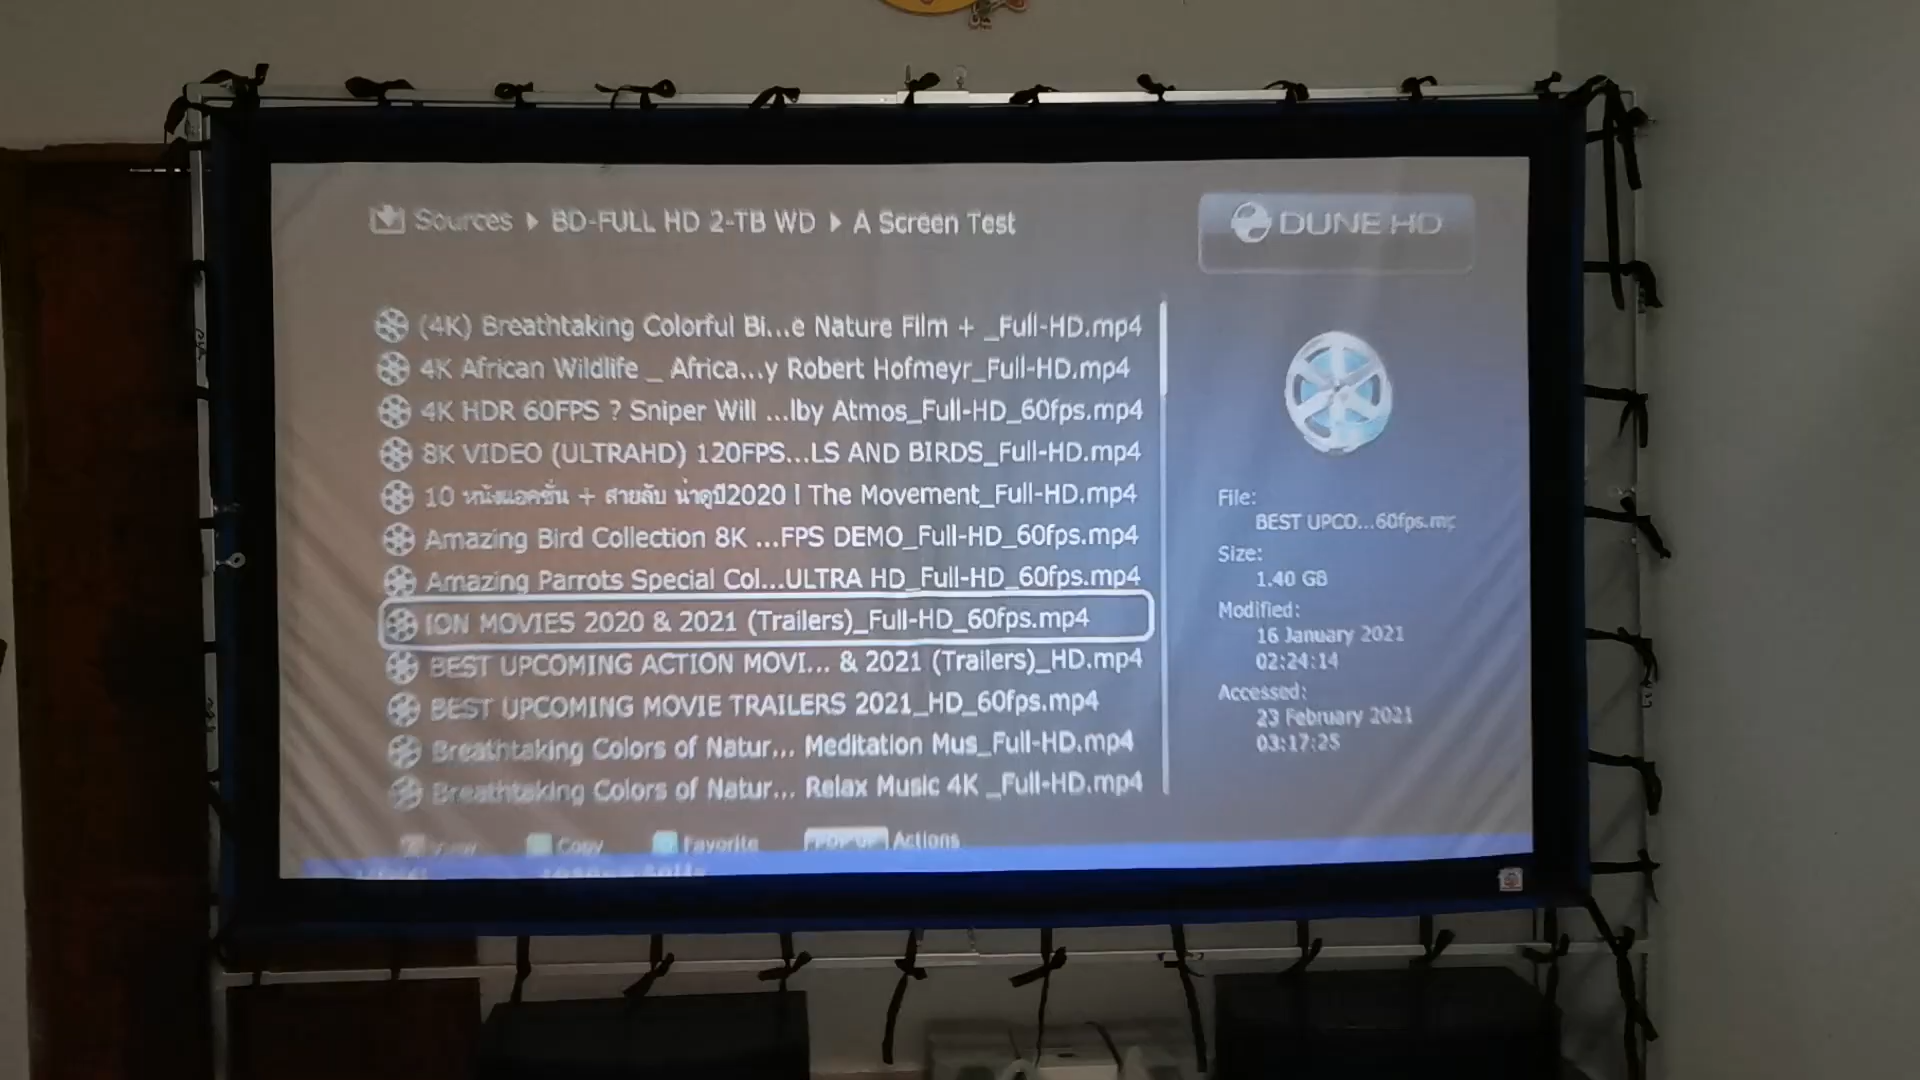 Sources ▸ BD-FULL HD 2-TB WD ▸ A Screen Test
DUNE HD
(4K) Breathtaking Colorful Bi...e Nature Film + _Full-HD.mp4
4K African Wildlife _ Africa...y Robert Hofmeyr_Full-HD.mp4
4K HDR 60FPS ? Sniper Will ...lby Atmos_Full-HD_60fps.mp4
8K VIDEO (ULTRAHD) 120FPS...LS AND BIRDS_Full-HD.mp4
10 หนังแอคชั่น + สายลับ น่าดูปี2020 l The Movement_Full-HD.mp4
Amazing Bird Collection 8K ...FPS DEMO_Full-HD_60fps.mp4
Amazing Parrots Special Col...ULTRA HD_Full-HD_60fps.mp4
ION MOVIES 2020 & 2021 (Trailers)_Full-HD_60fps.mp4
BEST UPCOMING ACTION MOVI... & 2021 (Trailers)_HD.mp4
BEST UPCOMING MOVIE TRAILERS 2021_HD_60fps.mp4
Breathtaking Colors of Natur... Meditation Mus_Full-HD.mp4
Breathtaking Colors of Natur... Relax Music 4K _Full-HD.mp4
File:
BEST UPCO...60fps.mp
Size:
1.40 GB
Modified:
16 January 2021
02:24:14
Accessed:
23 February 2021
03:17:25
Copy
Favorite
POP UP Actions